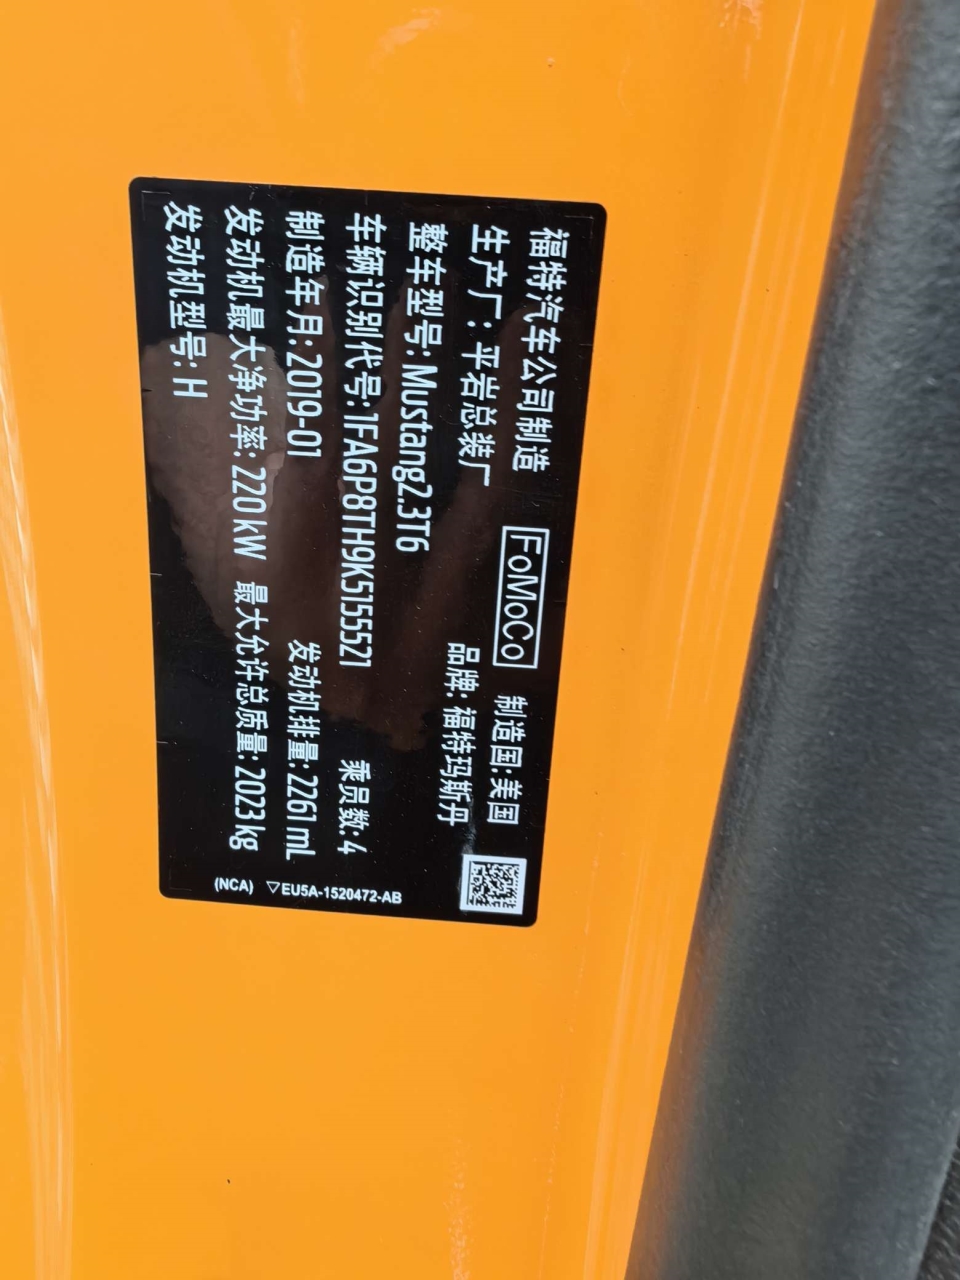 福特汽车公司制造 FoMoCo 制造国:美国
生产厂:平岩总装厂 品牌:福特玛斯丹
整车型号:Mustang2.3T6
车辆识别代号:1FA6P8TH9K5155521 乘员数:4
制造年月:2019-01 发动机排量:2261 mL
发动机最大净功率:220 kW 最大允许总质量:2023 kg
发动机型号:H
(NCA) ▽EU5A-1520472-AB